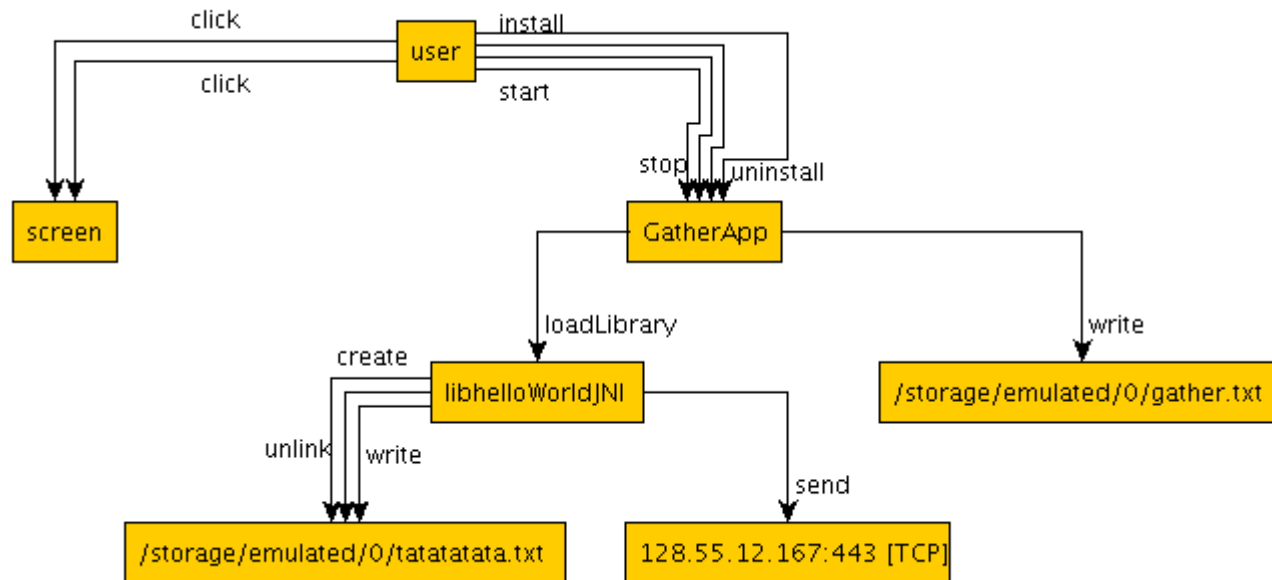 click
install
user
click
start
stop
uninstall
screen
GatherApp
loadLibrary
write
create
libhelloWorldJNI
/storage/emulated/0/gather.txt
unlink
write
send
/storage/emulated/0/tatatatata.txt
128.55.12.167:443 [TCP]